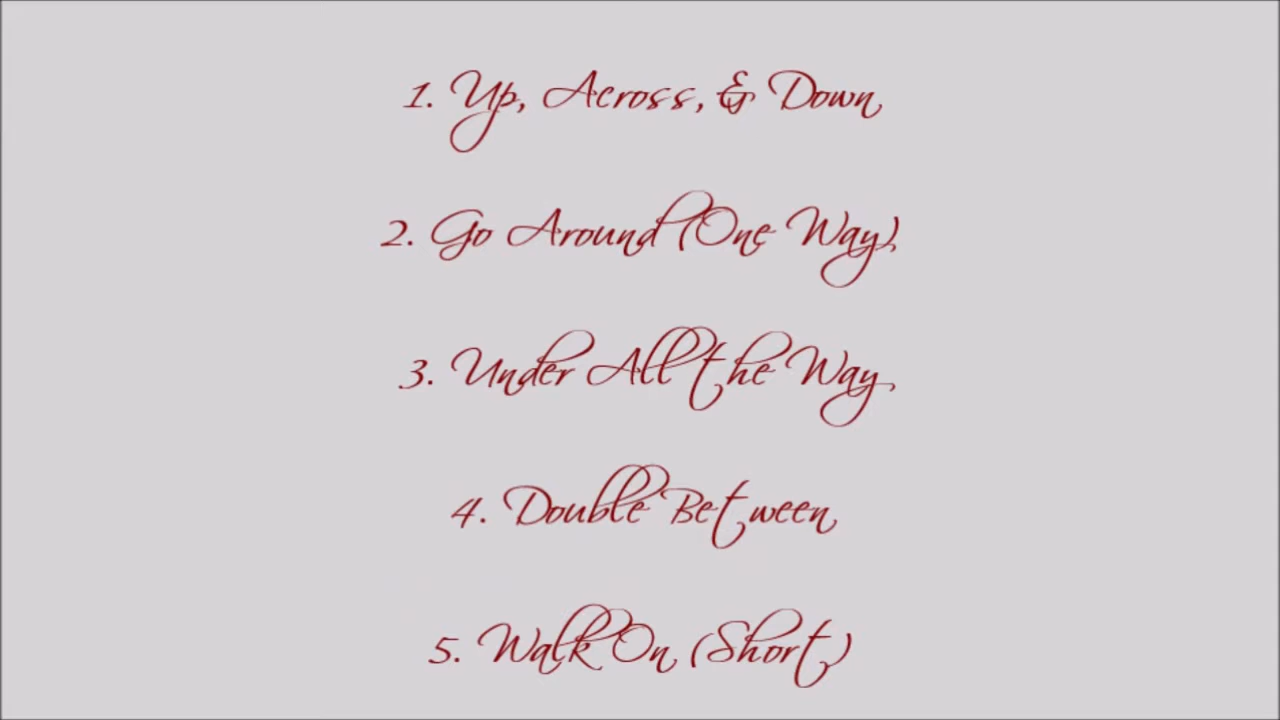 1. Up, Across, & Down
2. Go Around (One Way)
3. Under All the Way
4. Double Between
5. Walk On (Short)